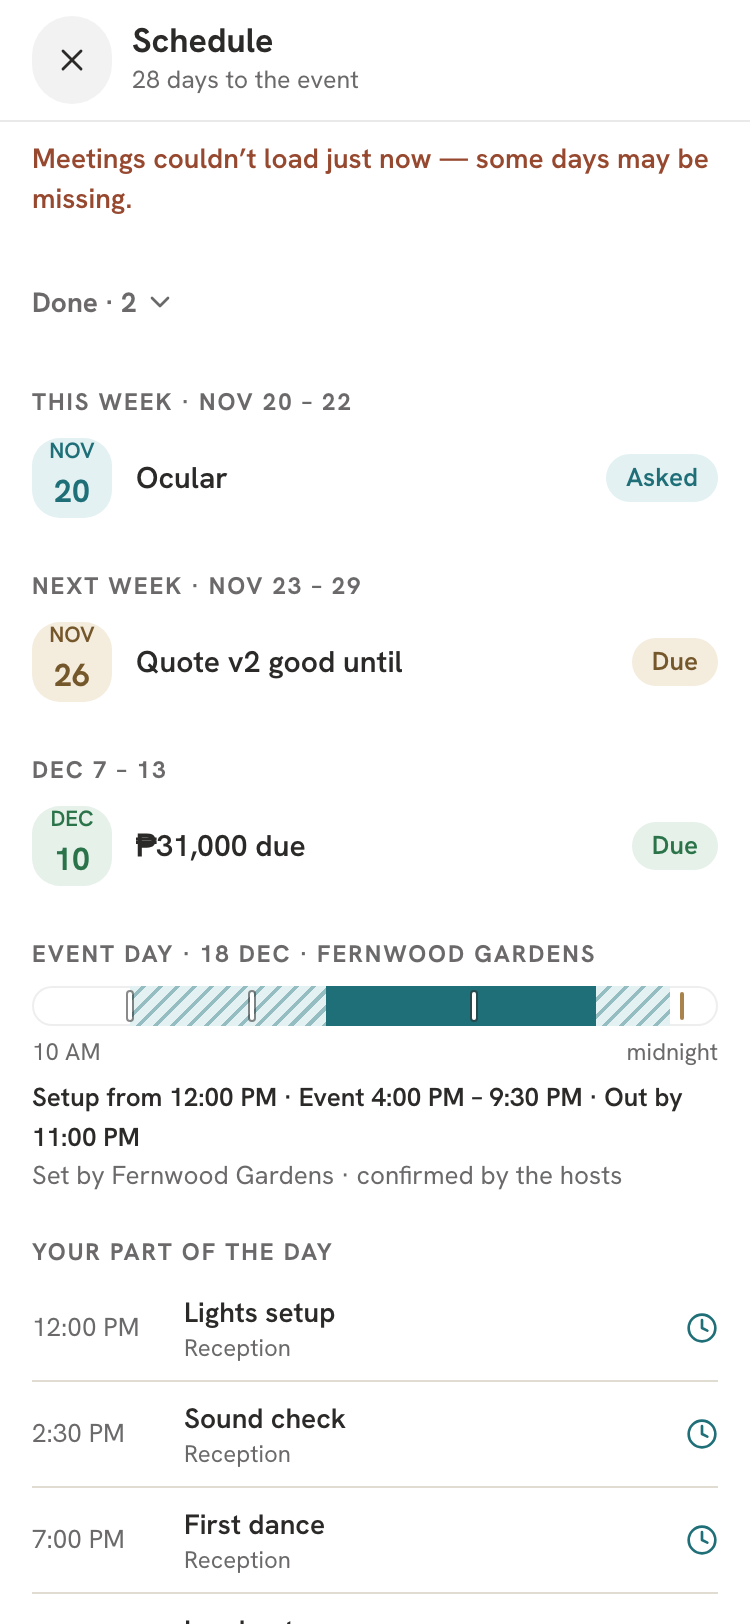 Schedule
28 days to the event
Meetings couldn’t load just now — some days may be
missing.
Done · 2
THIS WEEK · NOV 20 – 22
NOV
20
Ocular
Asked
NEXT WEEK · NOV 23 – 29
NOV
26
Quote v2 good until
Due
DEC 7 – 13
DEC
10
₱31,000 due
Due
EVENT DAY · 18 DEC · FERNWOOD GARDENS
10 AM
midnight
Setup from 12:00 PM · Event 4:00 PM – 9:30 PM · Out by
11:00 PM
Set by Fernwood Gardens · confirmed by the hosts
YOUR PART OF THE DAY
12:00 PM
Lights setup
Reception
2:30 PM
Sound check
Reception
7:00 PM
First dance
Reception